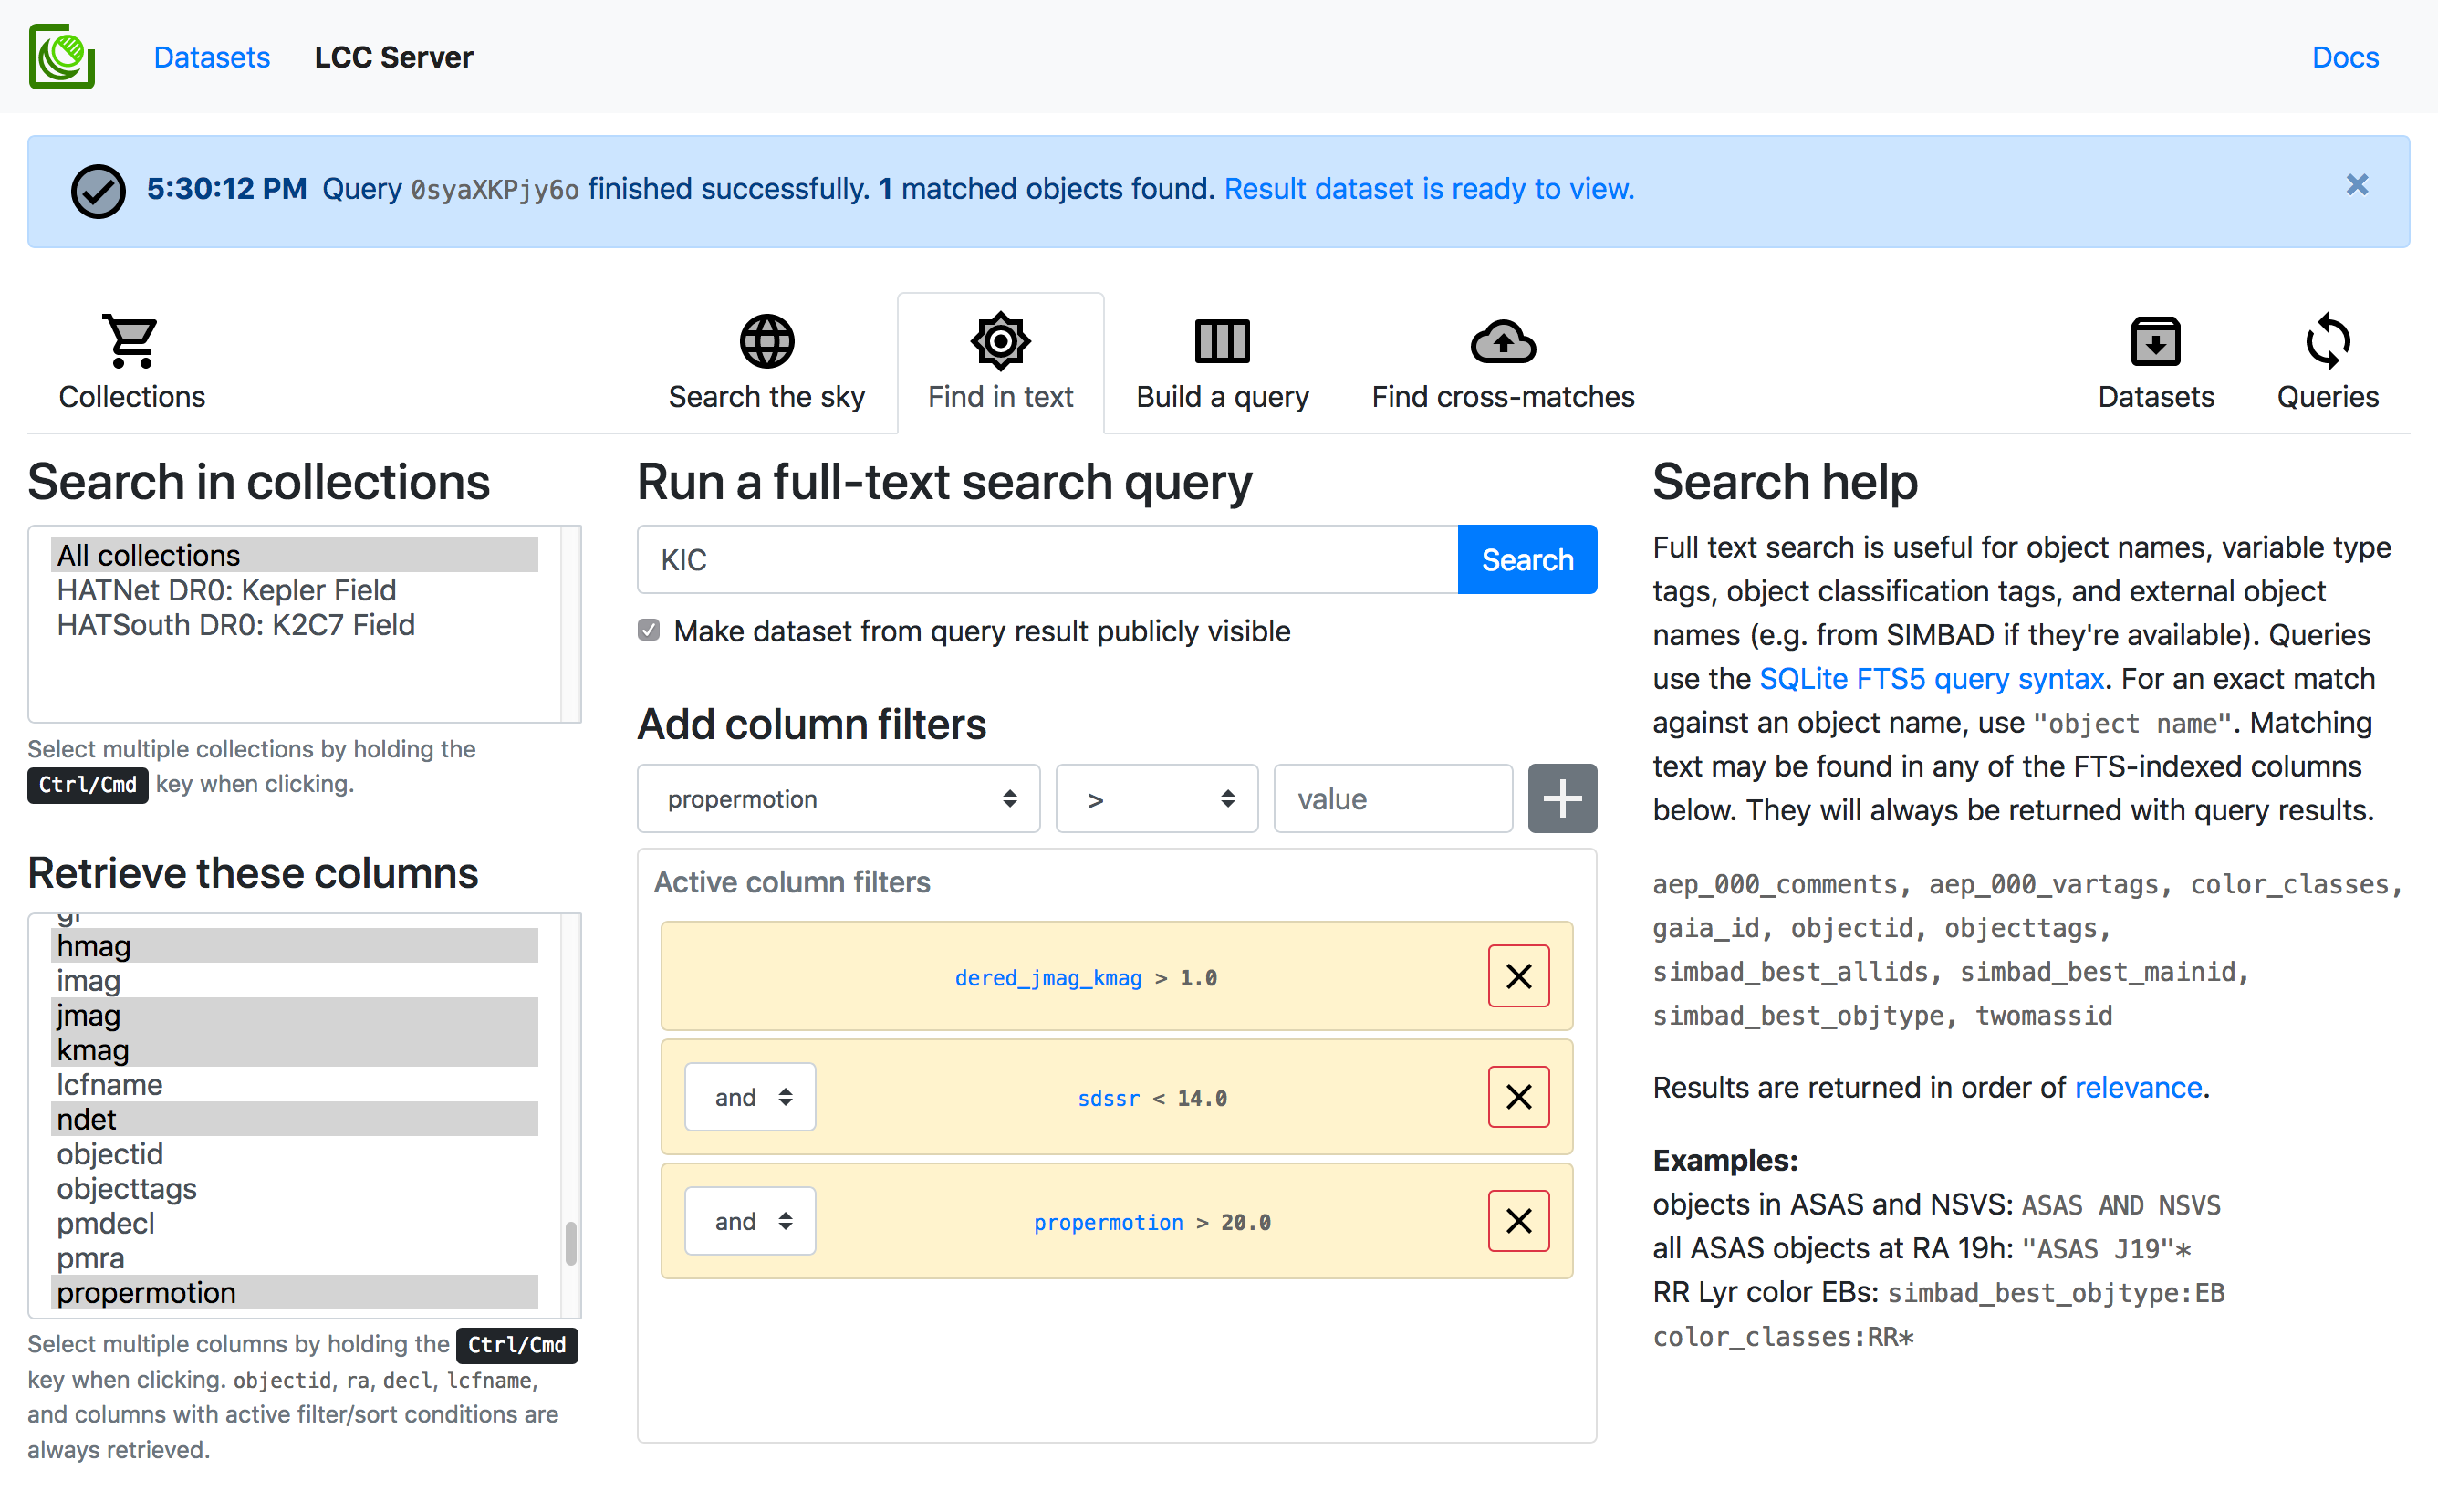 Datasets LCC Server Docs
5:30:12 PM Query 0syaXKPjy6o finished successfully. 1 matched objects found. Result dataset is ready to view. ×
Collections Search the sky Find in text Build a query Find cross-matches Datasets Queries
Search in collections
All collections
HATNet DR0: Kepler Field
HATSouth DR0: K2C7 Field
Select multiple collections by holding the
Ctrl/Cmd key when clicking.
Retrieve these columns
gr
hmag
imag
jmag
kmag
lcfname
ndet
objectid
objecttags
pmdecl
pmra
propermotion
Select multiple columns by holding the Ctrl/Cmd
key when clicking. objectid, ra, decl, lcfname,
and columns with active filter/sort conditions are
always retrieved.
Run a full-text search query
KIC Search
Make dataset from query result publicly visible
Add column filters
propermotion > value
Active column filters
dered_jmag_kmag > 1.0
and sdssr < 14.0
and propermotion > 20.0
Search help
Full text search is useful for object names, variable type
tags, object classification tags, and external object
names (e.g. from SIMBAD if they're available). Queries
use the SQLite FTS5 query syntax. For an exact match
against an object name, use "object name". Matching
text may be found in any of the FTS-indexed columns
below. They will always be returned with query results.
aep_000_comments, aep_000_vartags, color_classes,
gaia_id, objectid, objecttags,
simbad_best_allids, simbad_best_mainid,
simbad_best_objtype, twomassid
Results are returned in order of relevance.
Examples:
objects in ASAS and NSVS: ASAS AND NSVS
all ASAS objects at RA 19h: "ASAS J19"*
RR Lyr color EBs: simbad_best_objtype:EB
color_classes:RR*